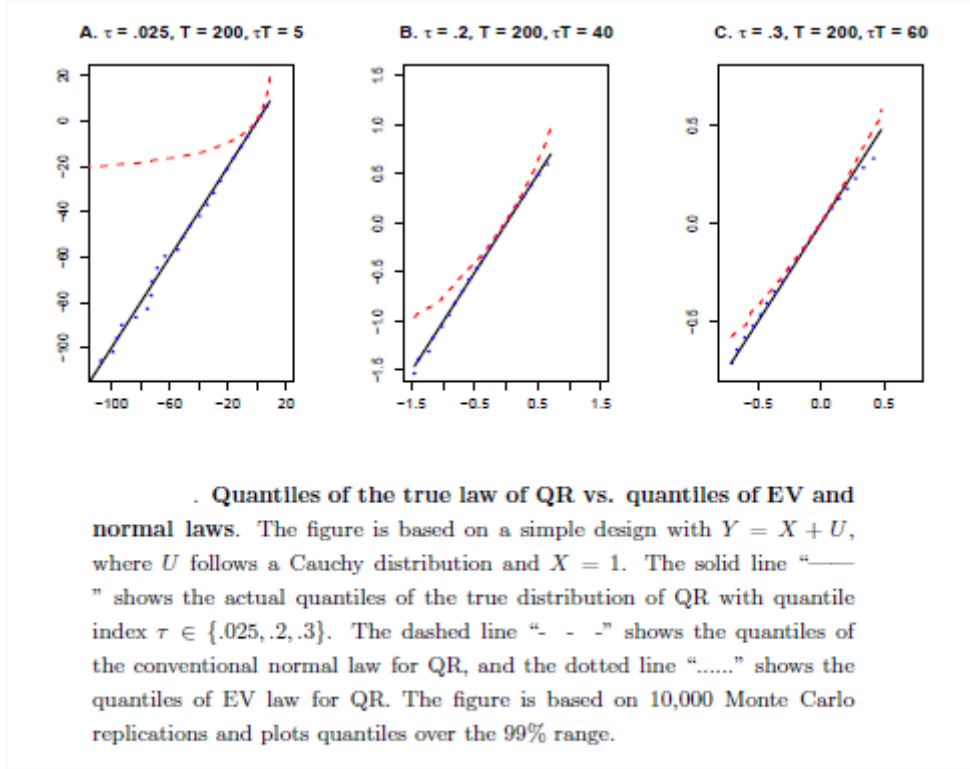 A. τ = .025, T = 200, τT = 5
B. τ = .2, T = 200, τT = 40
C. τ = .3, T = 200, τT = 60
20
0
-20
-40
-60
-80
-100
-100 -60 -20 20
1.5
1.0
0.5
0.0
-0.5
-1.0
-1.5
-1.5 -0.5 0.5 1.5
0.5
0.0
-0.5
-0.5 0.0 0.5
. Quantiles of the true law of QR vs. quantiles of EV and
normal laws. The figure is based on a simple design with Y = X + U,
where U follows a Cauchy distribution and X = 1. The solid line “——
” shows the actual quantiles of the true distribution of QR with quantile
index τ ∈ {.025, .2, .3}. The dashed line “- - -” shows the quantiles of
the conventional normal law for QR, and the dotted line “......” shows the
quantiles of EV law for QR. The figure is based on 10,000 Monte Carlo
replications and plots quantiles over the 99% range.